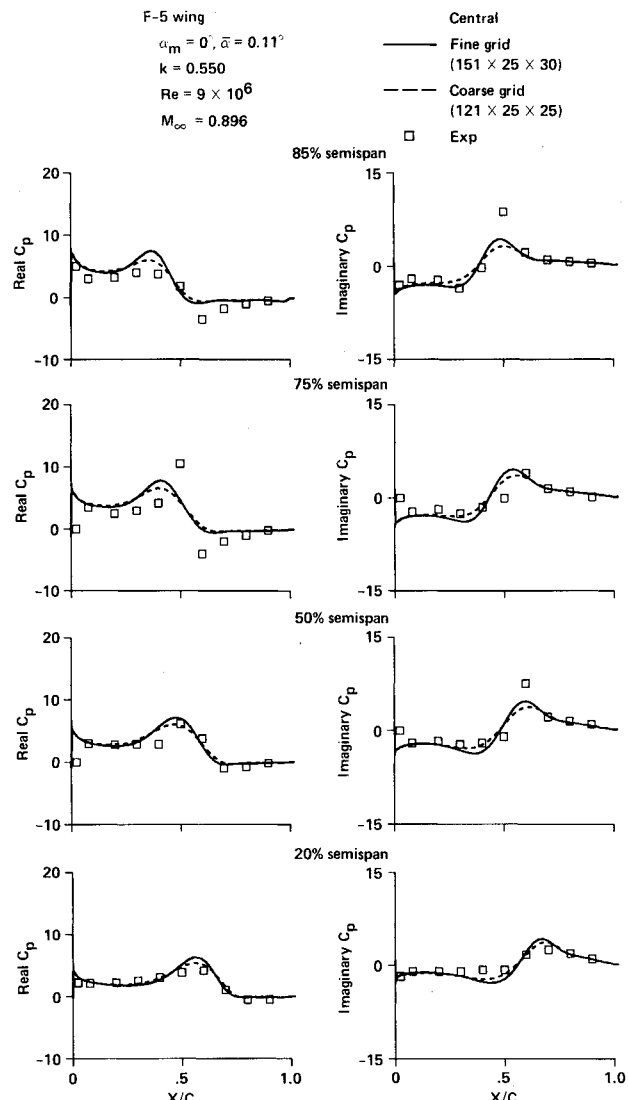 F-5 wing
α_m = 0°, ᾱ = 0.11°
k = 0.550
Re = 9 × 10^6
M_∞ = 0.896
Central
Fine grid
(151 × 25 × 30)
Coarse grid
(121 × 25 × 25)
Exp
85% semispan
20
10
0
-10
Real C_p
15
0
-15
Imaginary C_p
75% semispan
20
10
0
-10
Real C_p
15
0
-15
Imaginary C_p
50% semispan
20
10
0
-10
Real C_p
15
0
-15
Imaginary C_p
20% semispan
20
10
0
-10
Real C_p
0 .5 1.0
X/C
15
0
-15
Imaginary C_p
0 .5 1.0
X/C